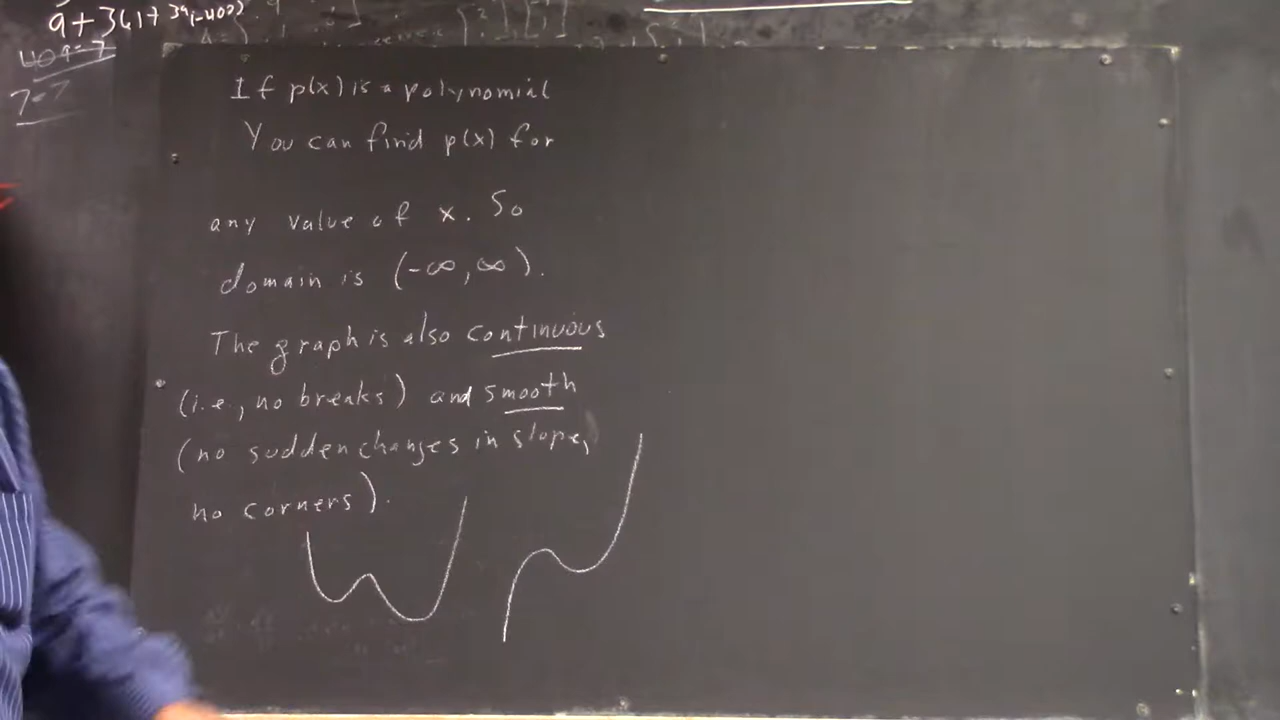 If p(x) is a polynomial
You can find p(x) for
any value of x. So
domain is (-∞, ∞).
The graph is also continuous
(i.e., no breaks) and smooth
(no sudden changes in slope,
no corners).